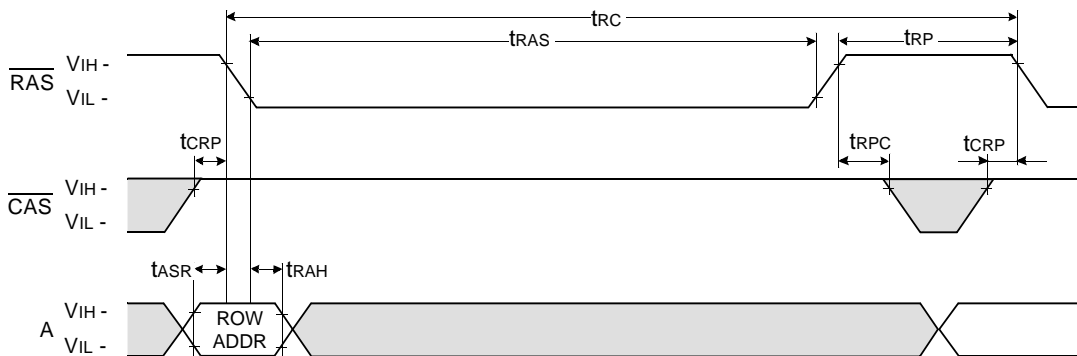 tRC
tRAS
tRP
RAS
VIH -
VIL -
tCRP
tRPC
tCRP
CAS
VIH -
VIL -
tASR
tRAH
A
VIH -
VIL -
ROW
ADDR